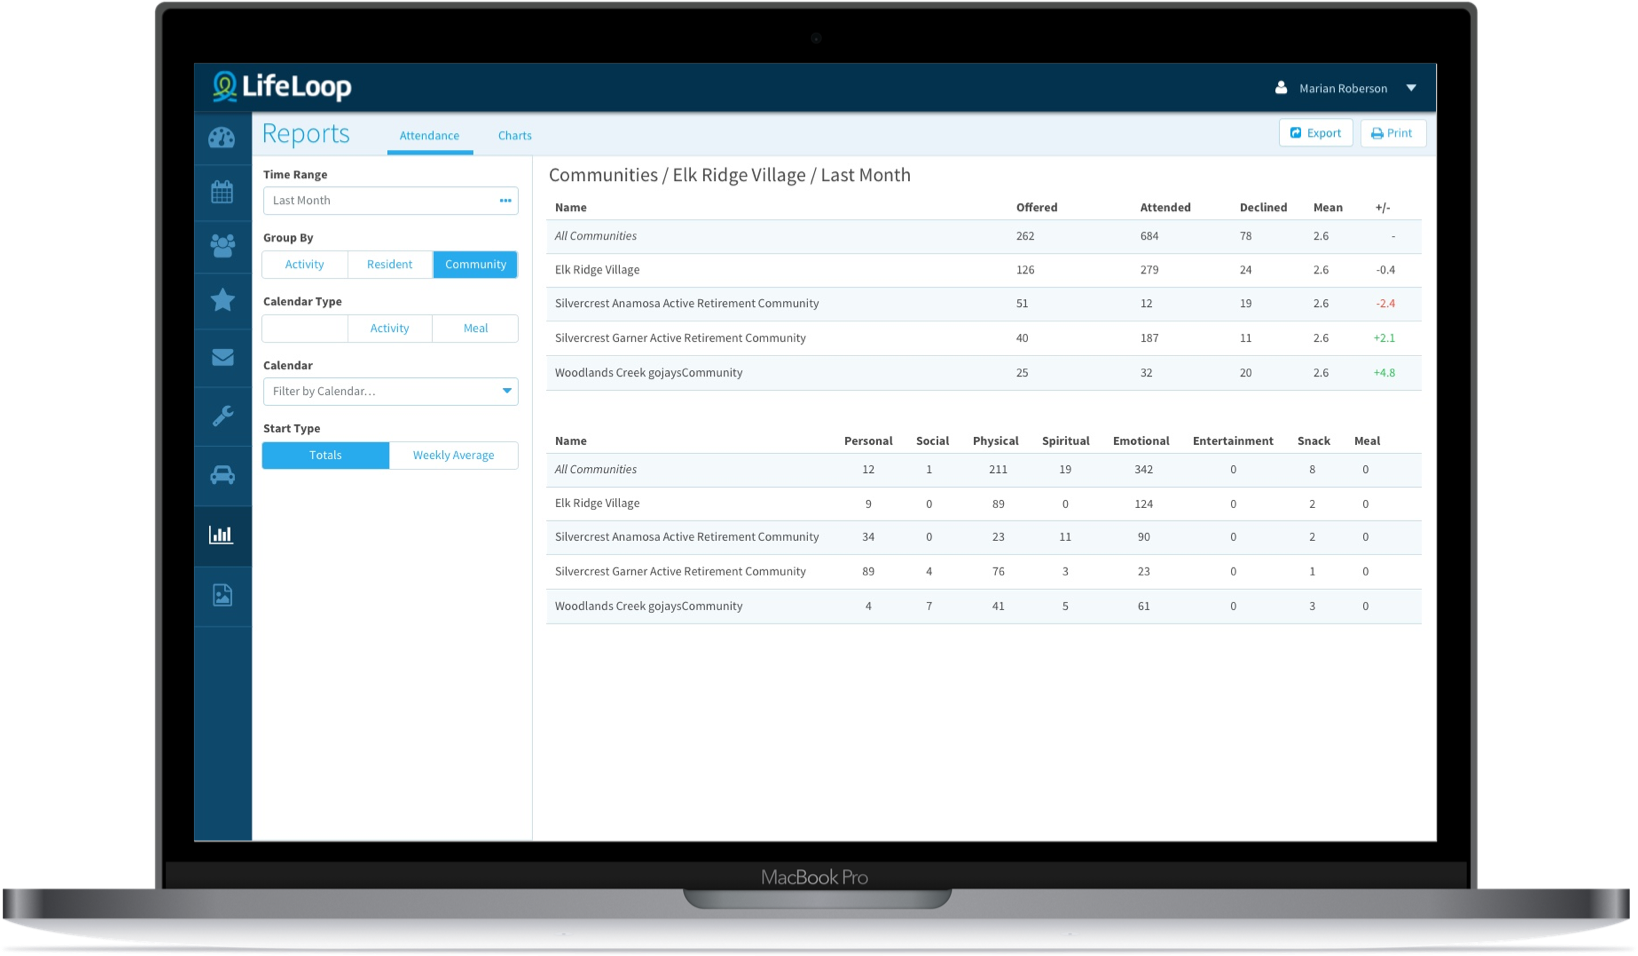 LifeLoop
Marian Roberson
Reports Attendance Charts Export Print
Time Range
Last Month
Group By
Activity Resident Community
Calendar Type
Activity Meal
Calendar
Filter by Calendar...
Start Type
Totals Weekly Average
Communities / Elk Ridge Village / Last Month
Name Offered Attended Declined Mean +/-
All Communities 262 684 78 2.6 -
Elk Ridge Village 126 279 24 2.6 -0.4
Silvercrest Anamosa Active Retirement Community 51 12 19 2.6 -2.4
Silvercrest Garner Active Retirement Community 40 187 11 2.6 +2.1
Woodlands Creek gojaysCommunity 25 32 20 2.6 +4.8
Name Personal Social Physical Spiritual Emotional Entertainment Snack Meal
All Communities 12 1 211 19 342 0 8 0
Elk Ridge Village 9 0 89 0 124 0 2 0
Silvercrest Anamosa Active Retirement Community 34 0 23 11 90 0 2 0
Silvercrest Garner Active Retirement Community 89 4 76 3 23 0 1 0
Woodlands Creek gojaysCommunity 4 7 41 5 61 0 3 0
MacBook Pro